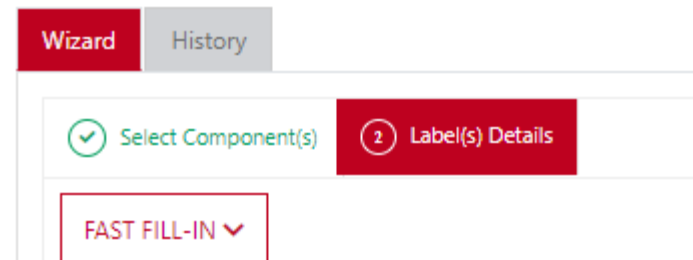 Wizard History
Select Component(s) 2 Label(s) Details
FAST FILL-IN